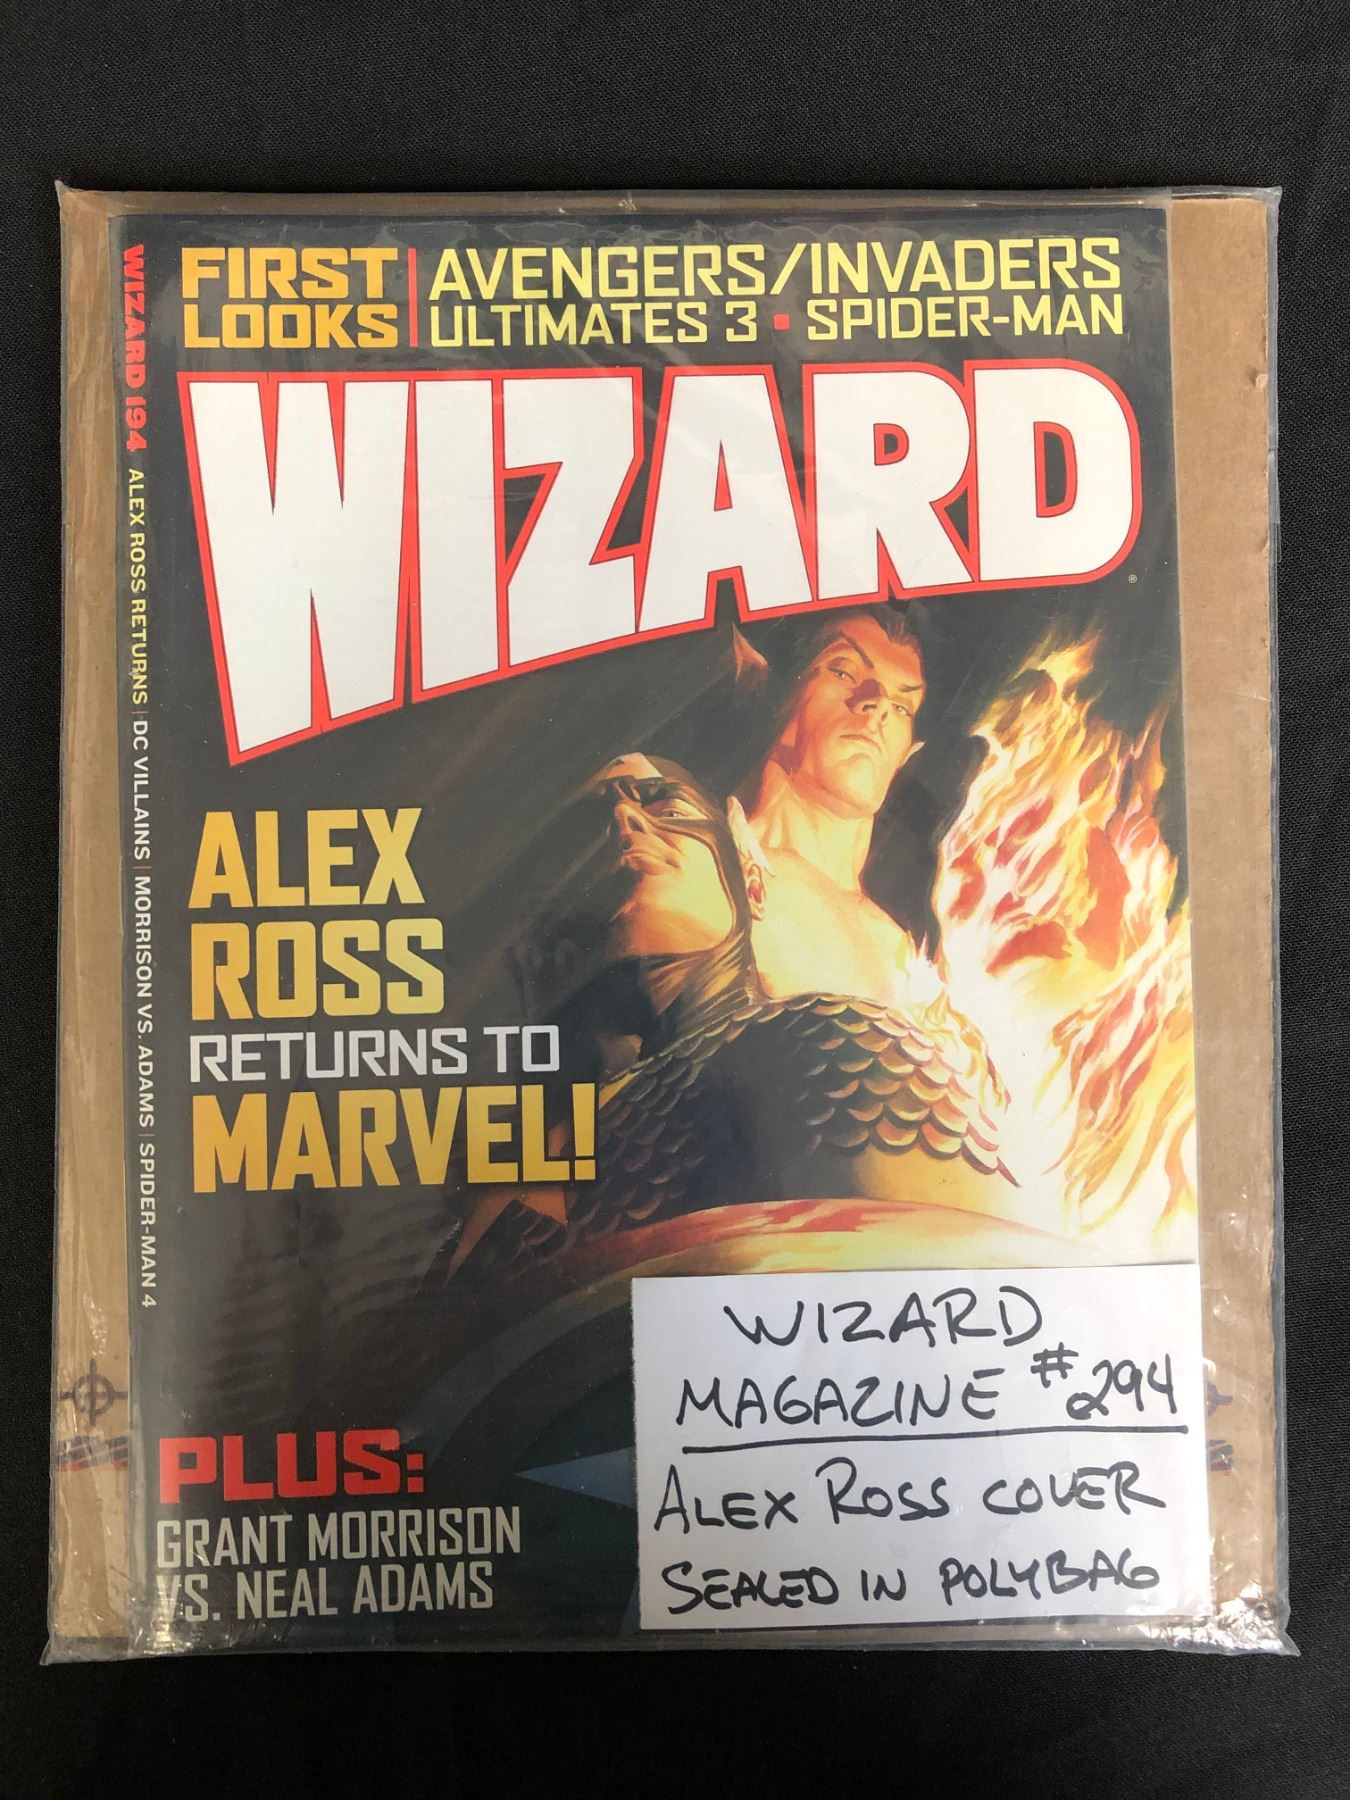 FIRST LOOKS
AVENGERS/INVADERS
ULTIMATES 3 ▪ SPIDER-MAN
WIZARD
®
WIZARD 194 ALEX ROSS RETURNS | DC VILLAINS | MORRISON VS. ADAMS | SPIDER-MAN 4
ALEX
ROSS
RETURNS TO
MARVEL!
PLUS:
GRANT MORRISON
VS. NEAL ADAMS
WIZARD
MAGAZINE #294
ALEX ROSS COVER
SEALED IN POLYBAG